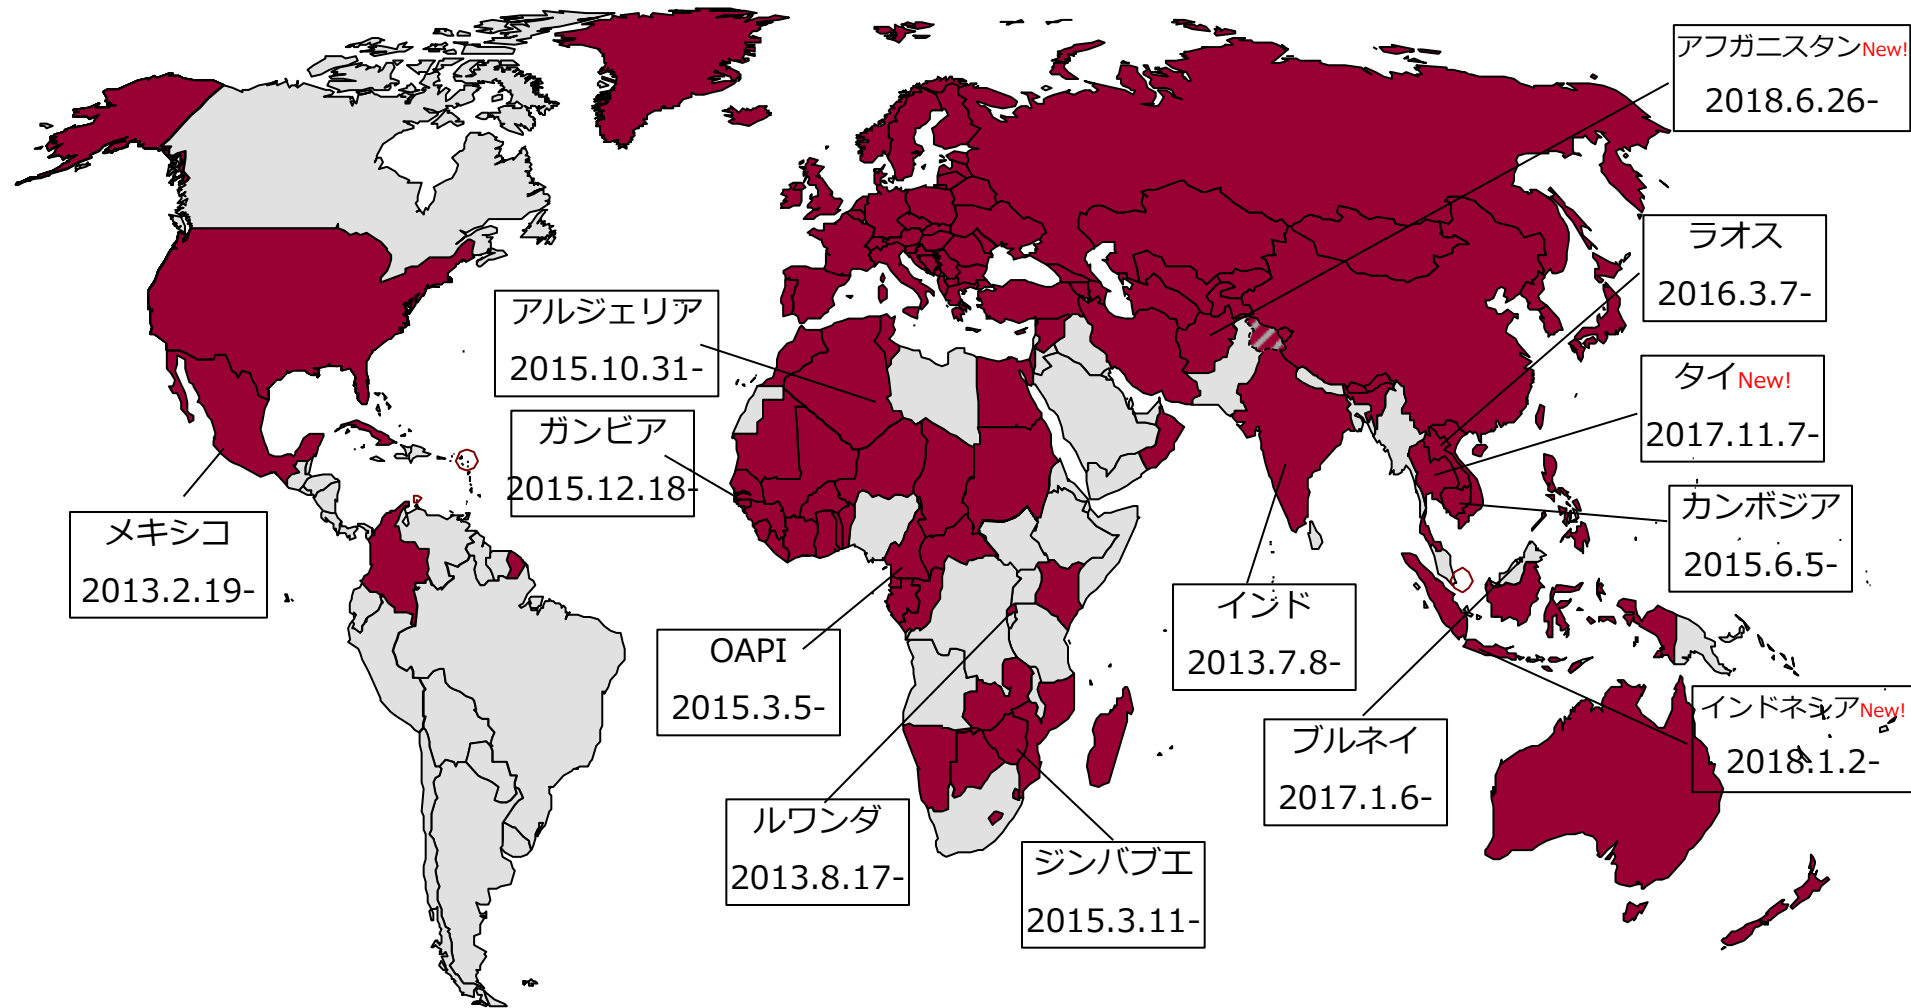 アフガニスタンNew!
2018.6.26-
ラオス
2016.3.7-
アルジェリア
2015.10.31-
タイNew!
2017.11.7-
ガンビア
2015.12.18-
カンボジア
2015.6.5-
メキシコ
2013.2.19-
インド
2013.7.8-
OAPI
2015.3.5-
インドネシアNew!
2018.1.2-
ブルネイ
2017.1.6-
ルワンダ
2013.8.17-
ジンバブエ
2015.3.11-